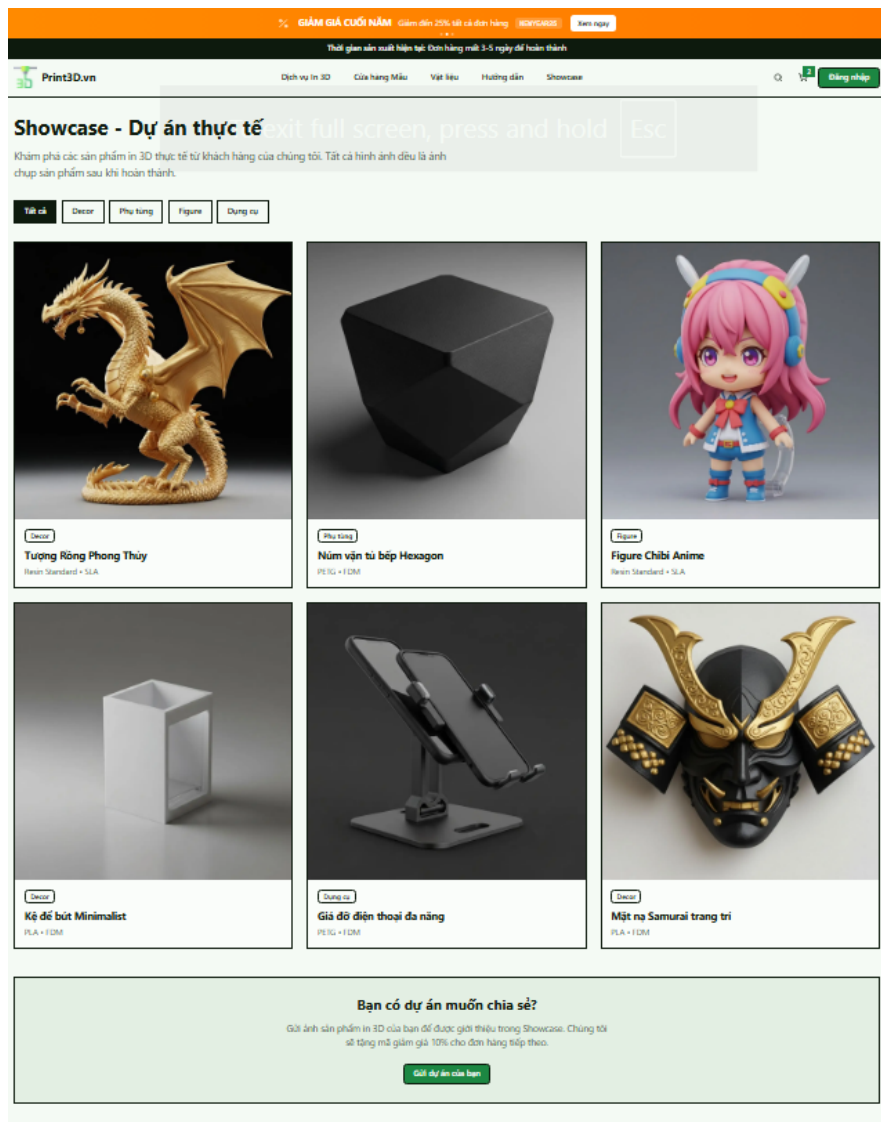 GIẢM GIÁ CUỐI NĂM Giảm đến 25% tất cả đơn hàng Xem ngay
Thời gian sản xuất hiện tại: Đơn hàng mất 3-5 ngày để hoàn thành
3D Print3D.vn Dịch vụ In 3D Cửa hàng Mẫu Vật liệu Hướng dẫn Showcase 2 Đăng nhập
exit full screen, press and hold Esc
Showcase - Dự án thực tế
Khám phá các sản phẩm in 3D thực tế từ khách hàng của chúng tôi. Tất cả hình ảnh đều là ảnh
chụp sản phẩm sau khi hoàn thành.
Tất cả Decor Phụ tùng Figure Dụng cụ
Decor
Tượng Rồng Phong Thủy
Resin Standard • SLA
Phụ tùng
Núm vặn tủ bếp Hexagon
PETG • FDM
Figure
Figure Chibi Anime
Resin Standard • SLA
Decor
Kệ để bút Minimalist
PLA • FDM
Dụng cụ
Giá đỡ điện thoại đa năng
PETG • FDM
Decor
Mặt nạ Samurai trang trí
PLA • FDM
Bạn có dự án muốn chia sẻ?
Gửi ảnh sản phẩm in 3D của bạn để được giới thiệu trong Showcase. Chúng tôi
sẽ tặng mã giảm giá 10% cho đơn hàng tiếp theo.
Gửi dự án của bạn